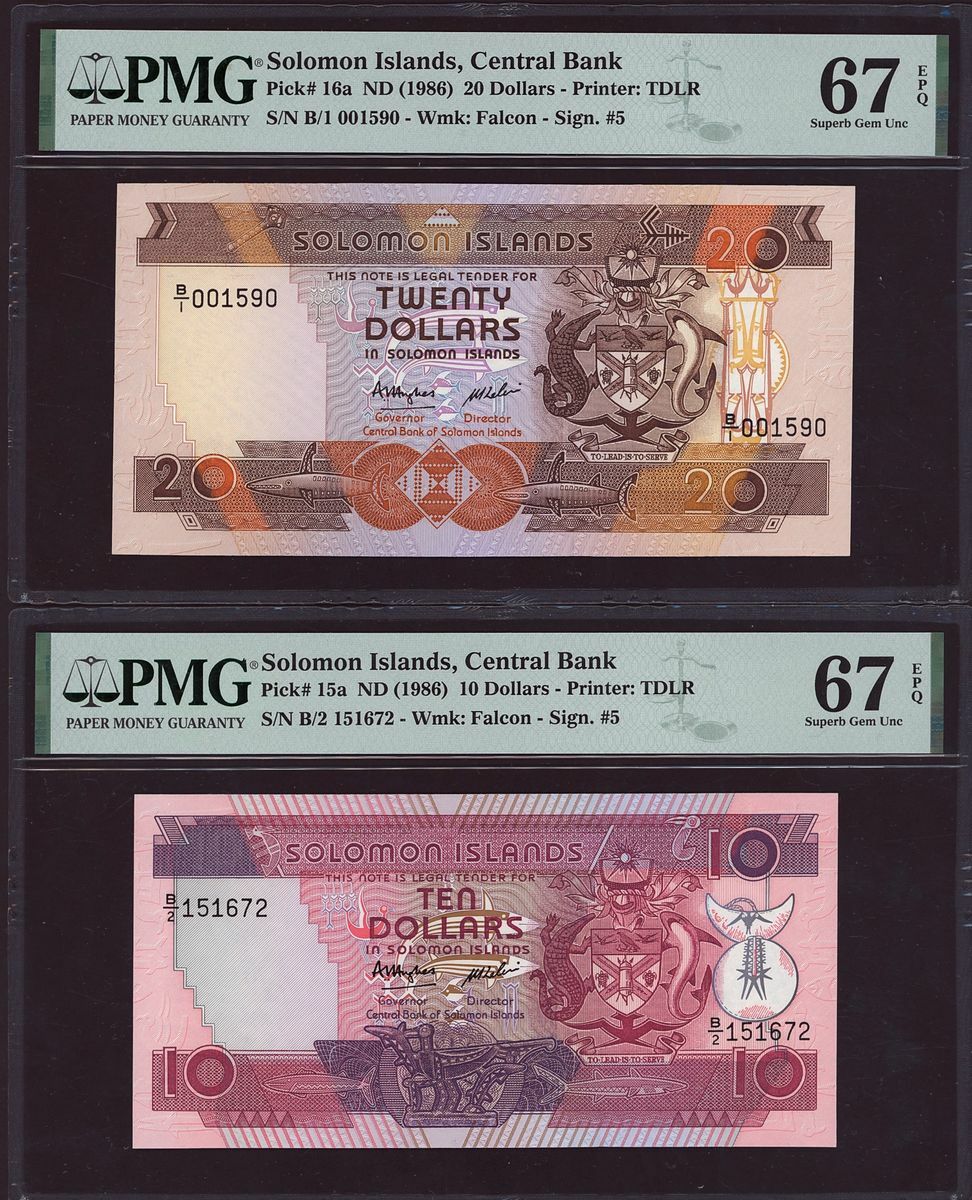 PMG® Solomon Islands, Central Bank
Pick# 16a ND (1986) 20 Dollars - Printer: TDLR
PAPER MONEY GUARANTY S/N B/1 001590 - Wmk: Falcon - Sign. #5
67 EPQ
Superb Gem Unc
SOLOMON ISLANDS
20
THIS NOTE IS LEGAL TENDER FOR
B/1 001590
TWENTY
DOLLARS
IN SOLOMON ISLANDS
Governor Director
Central Bank of Solomon Islands
B/1 001590
TO-LEAD-IS-TO-SERVE
20 20
PMG® Solomon Islands, Central Bank
Pick# 15a ND (1986) 10 Dollars - Printer: TDLR
PAPER MONEY GUARANTY S/N B/2 151672 - Wmk: Falcon - Sign. #5
67 EPQ
Superb Gem Unc
SOLOMON ISLANDS
10
THIS NOTE IS LEGAL TENDER FOR
B/2 151672
TEN
DOLLARS
IN SOLOMON ISLANDS
Governor Director
Central Bank of Solomon Islands
B/2 151672
TO-LEAD-IS-TO-SERVE
10 10